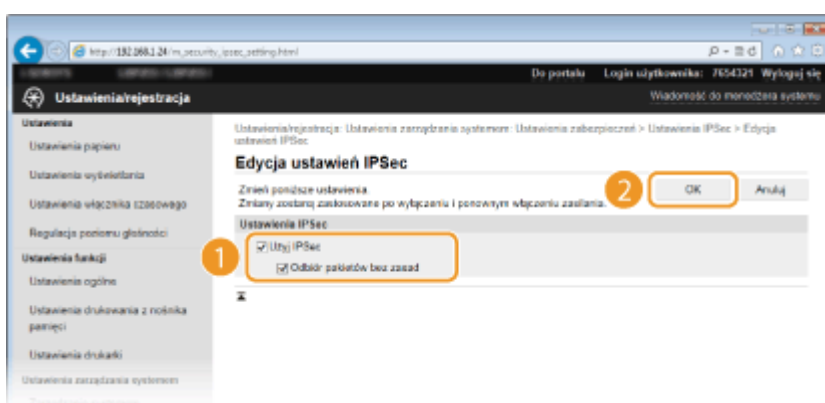 http://192.168.1.24/m_security_ipsec_setting.html
Do portalu Login użytkownika: 7654321 Wyloguj się
Ustawienia/rejestracja
Wiadomość do menedżera systemu
Ustawienia
Ustawienia papieru
Ustawienia wyświetlania
Ustawienia włącznika czasowego
Regulacja poziomu głośności
Ustawienia funkcji
Ustawienia ogólne
Ustawienia drukowania z nośnika
pamięci
Ustawienia drukarki
Ustawienia zarządzania systemem
Ustawienia/rejestracja: Ustawienia zarządzania systemem: Ustawienia zabezpieczeń > Ustawienia IPSec > Edycja
ustawień IPSec
Edycja ustawień IPSec
Zmień poniższe ustawienia.
Zmiany zostaną zastosowane po wyłączeniu i ponownym włączeniu zasilania.
2
OK
Anuluj
Ustawienia IPSec
1
Użyj IPSec
Odbiór pakietów bez zasad